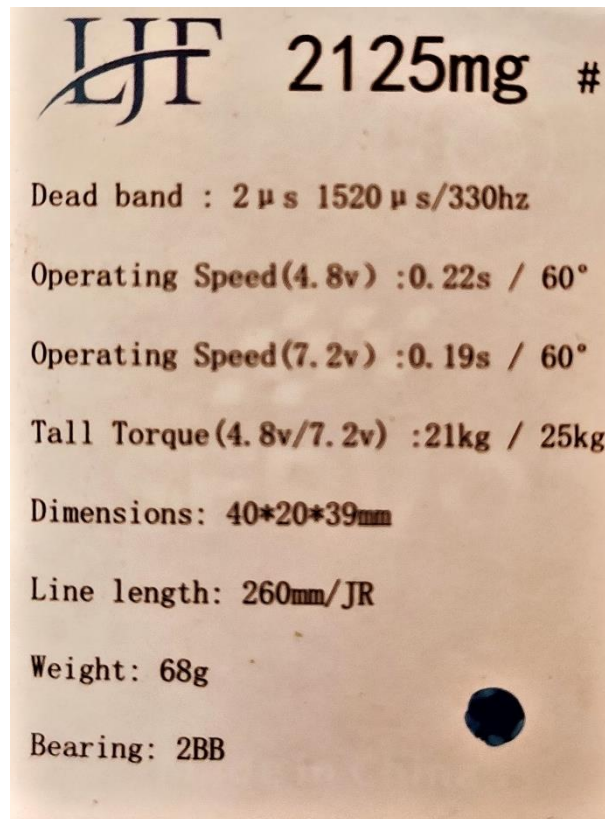 LJF 2125mg #
Dead band : 2μs 1520μs/330hz
Operating Speed(4.8v) :0.22s / 60°
Operating Speed(7.2v) :0.19s / 60°
Tall Torque(4.8v/7.2v) :21kg / 25kg
Dimensions: 40*20*39mm
Line length: 260mm/JR
Weight: 68g
Bearing: 2BB